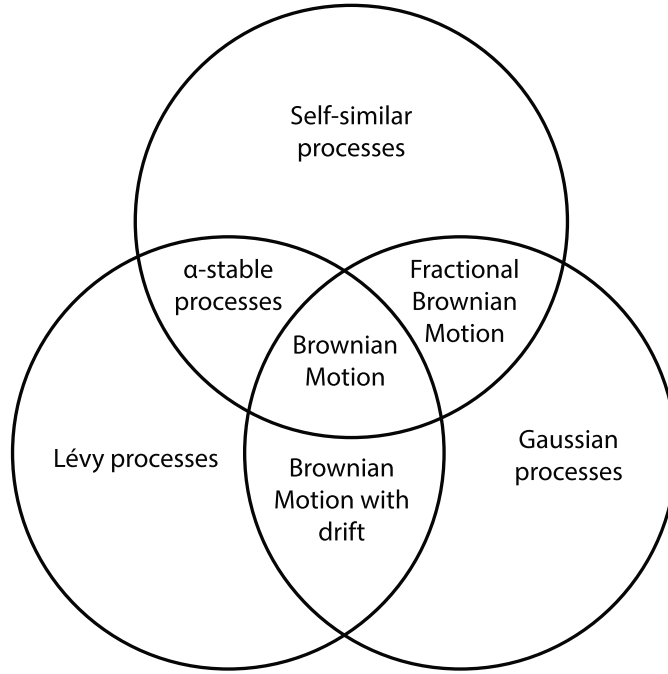 Self-similar
processes
α-stable
processes
Fractional
Brownian
Motion
Brownian
Motion
Lévy processes
Brownian
Motion with
drift
Gaussian
processes